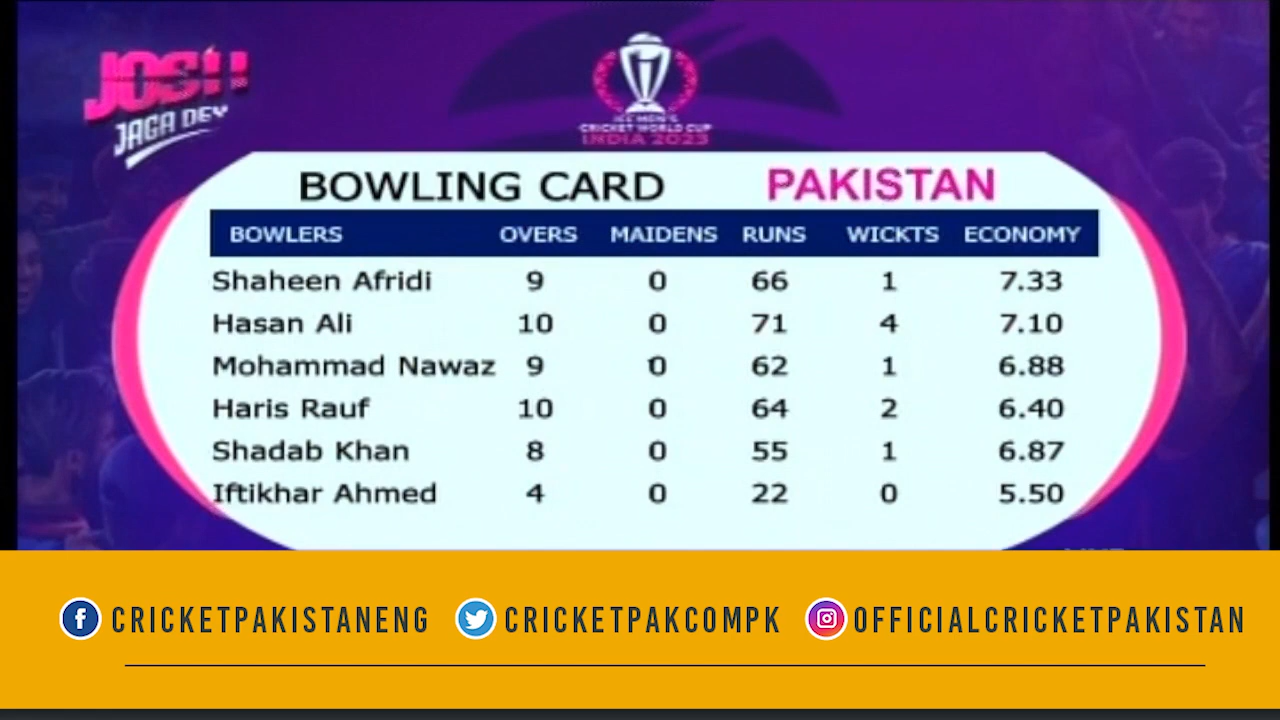 JOSH
JAGA DEY
ICC MEN'S
CRICKET WORLD CUP
INDIA 2023
BOWLING CARD PAKISTAN
BOWLERS OVERS MAIDENS RUNS WICKTS ECONOMY
Shaheen Afridi 9 0 66 1 7.33
Hasan Ali 10 0 71 4 7.10
Mohammad Nawaz 9 0 62 1 6.88
Haris Rauf 10 0 64 2 6.40
Shadab Khan 8 0 55 1 6.87
Iftikhar Ahmed 4 0 22 0 5.50
CRICKETPAKISTANENG CRICKETPAKCOMPK OFFICIALCRICKETPAKISTAN